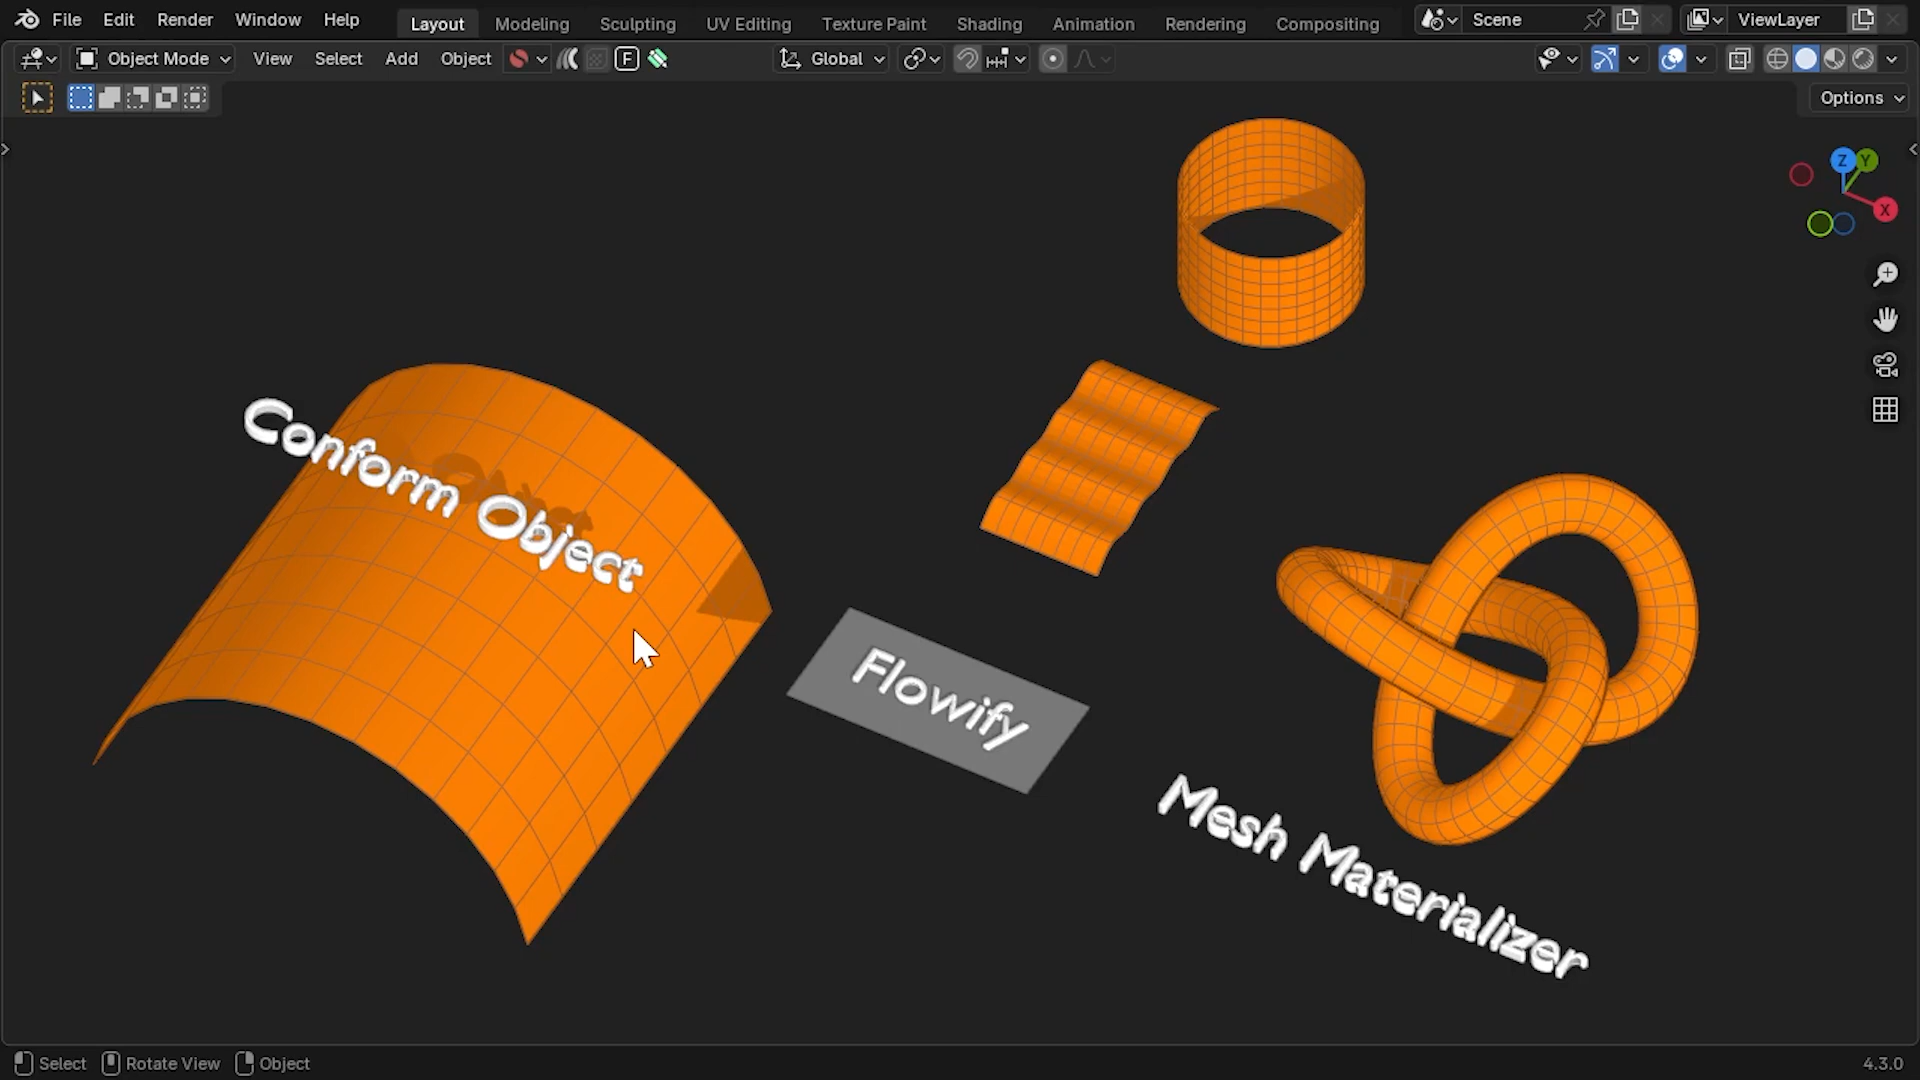 File Edit Render Window Help Layout Modeling Sculpting UV Editing Texture Paint Shading Animation Rendering Compositing Scene ViewLayer
Object Mode View Select Add Object F Global
Options
Z Y
X
Conform Object
Flowify
Mesh Materializer
Select Rotate View Object 4.3.0